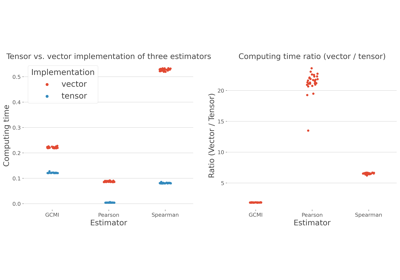 Tensor vs. vector implementation of three estimators
Implementation
vector
tensor
Computing time
0.5
0.4
0.3
0.2
0.1
0.0
GCMI
Pearson
Spearman
Estimator
Computing time ratio (vector / tensor)
Ratio (Vector / Tensor)
20
15
10
5
GCMI
Pearson
Spearman
Estimator